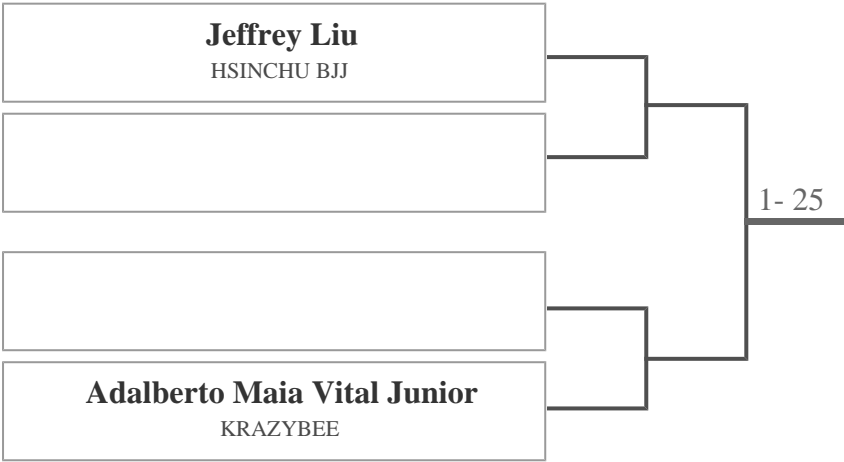 Jeffrey Liu
HSINCHU BJJ
1- 25
Adalberto Maia Vital Junior
KRAZYBEE